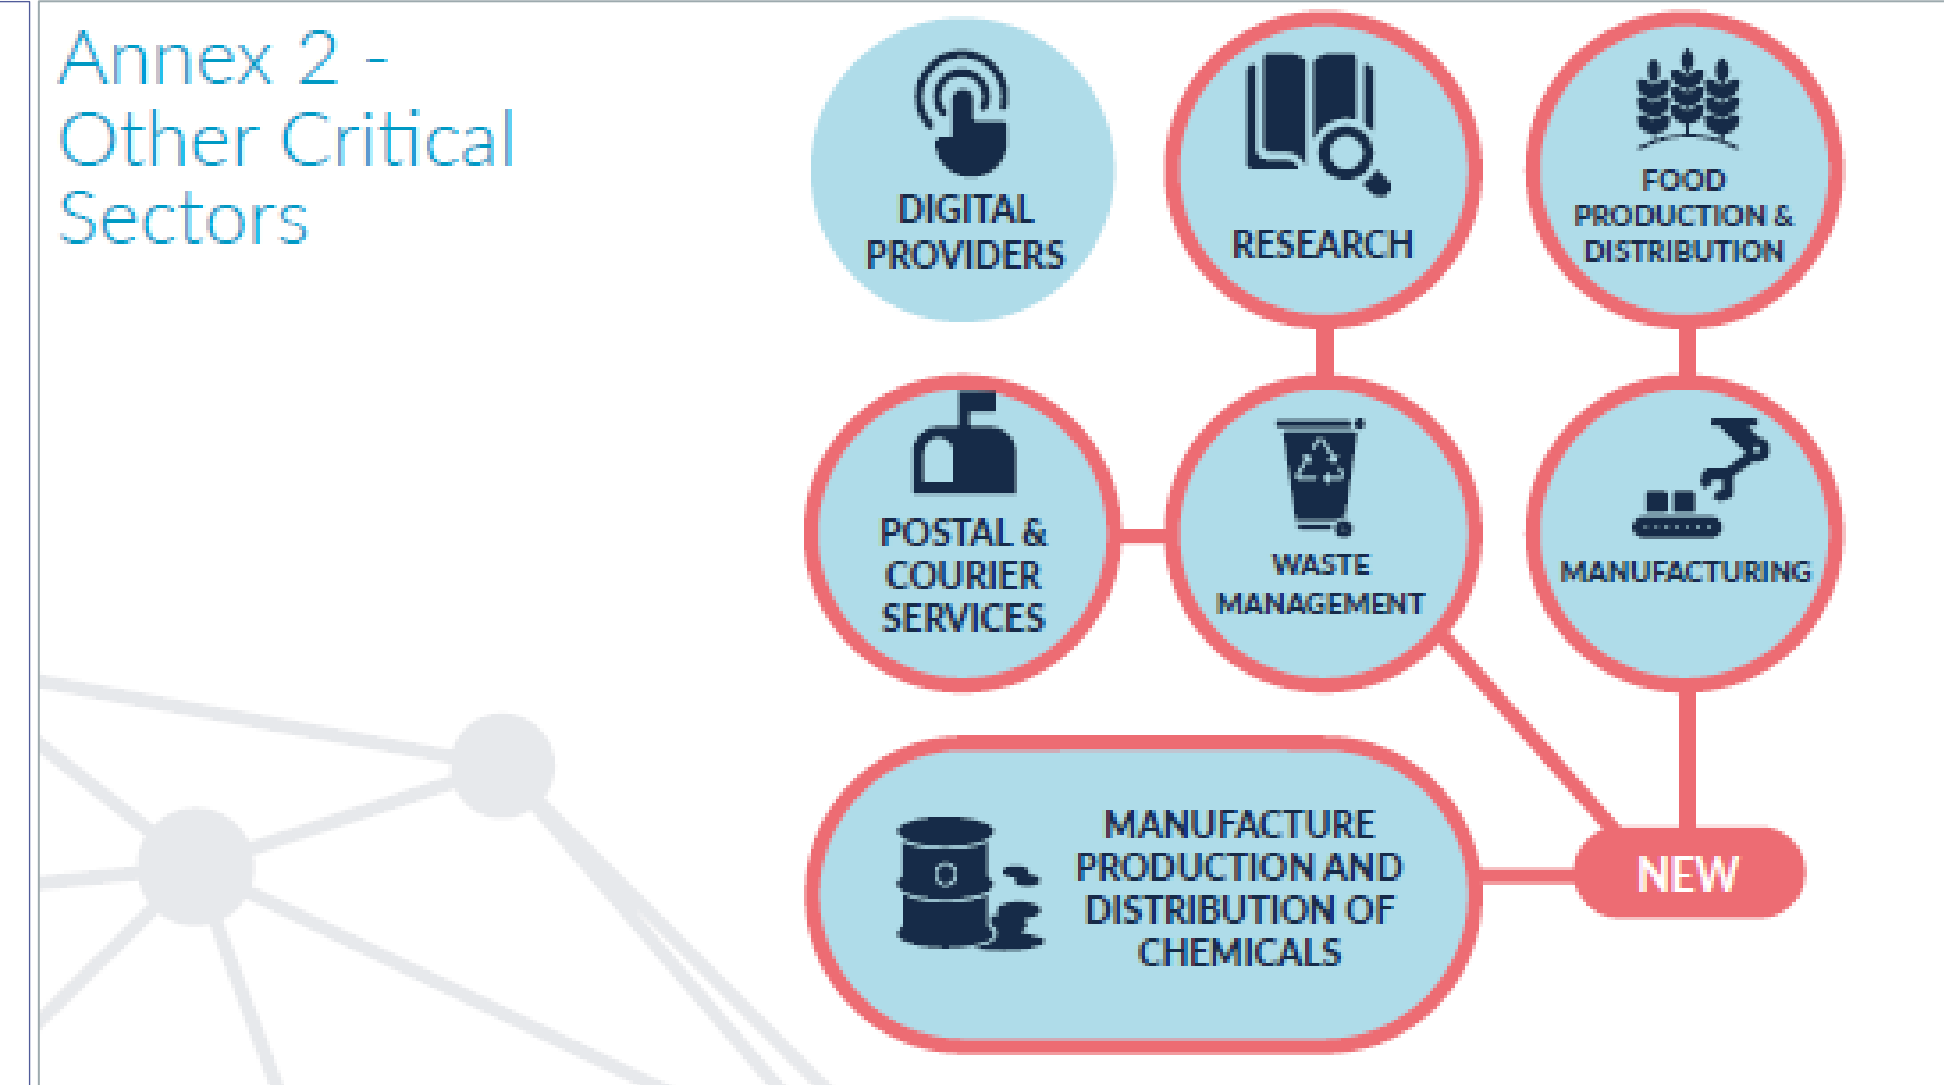 Annex 2 -
Other Critical
Sectors
DIGITAL
PROVIDERS
RESEARCH
FOOD
PRODUCTION &
DISTRIBUTION
POSTAL &
COURIER
SERVICES
WASTE
MANAGEMENT
MANUFACTURING
MANUFACTURE
PRODUCTION AND
DISTRIBUTION OF
CHEMICALS
NEW